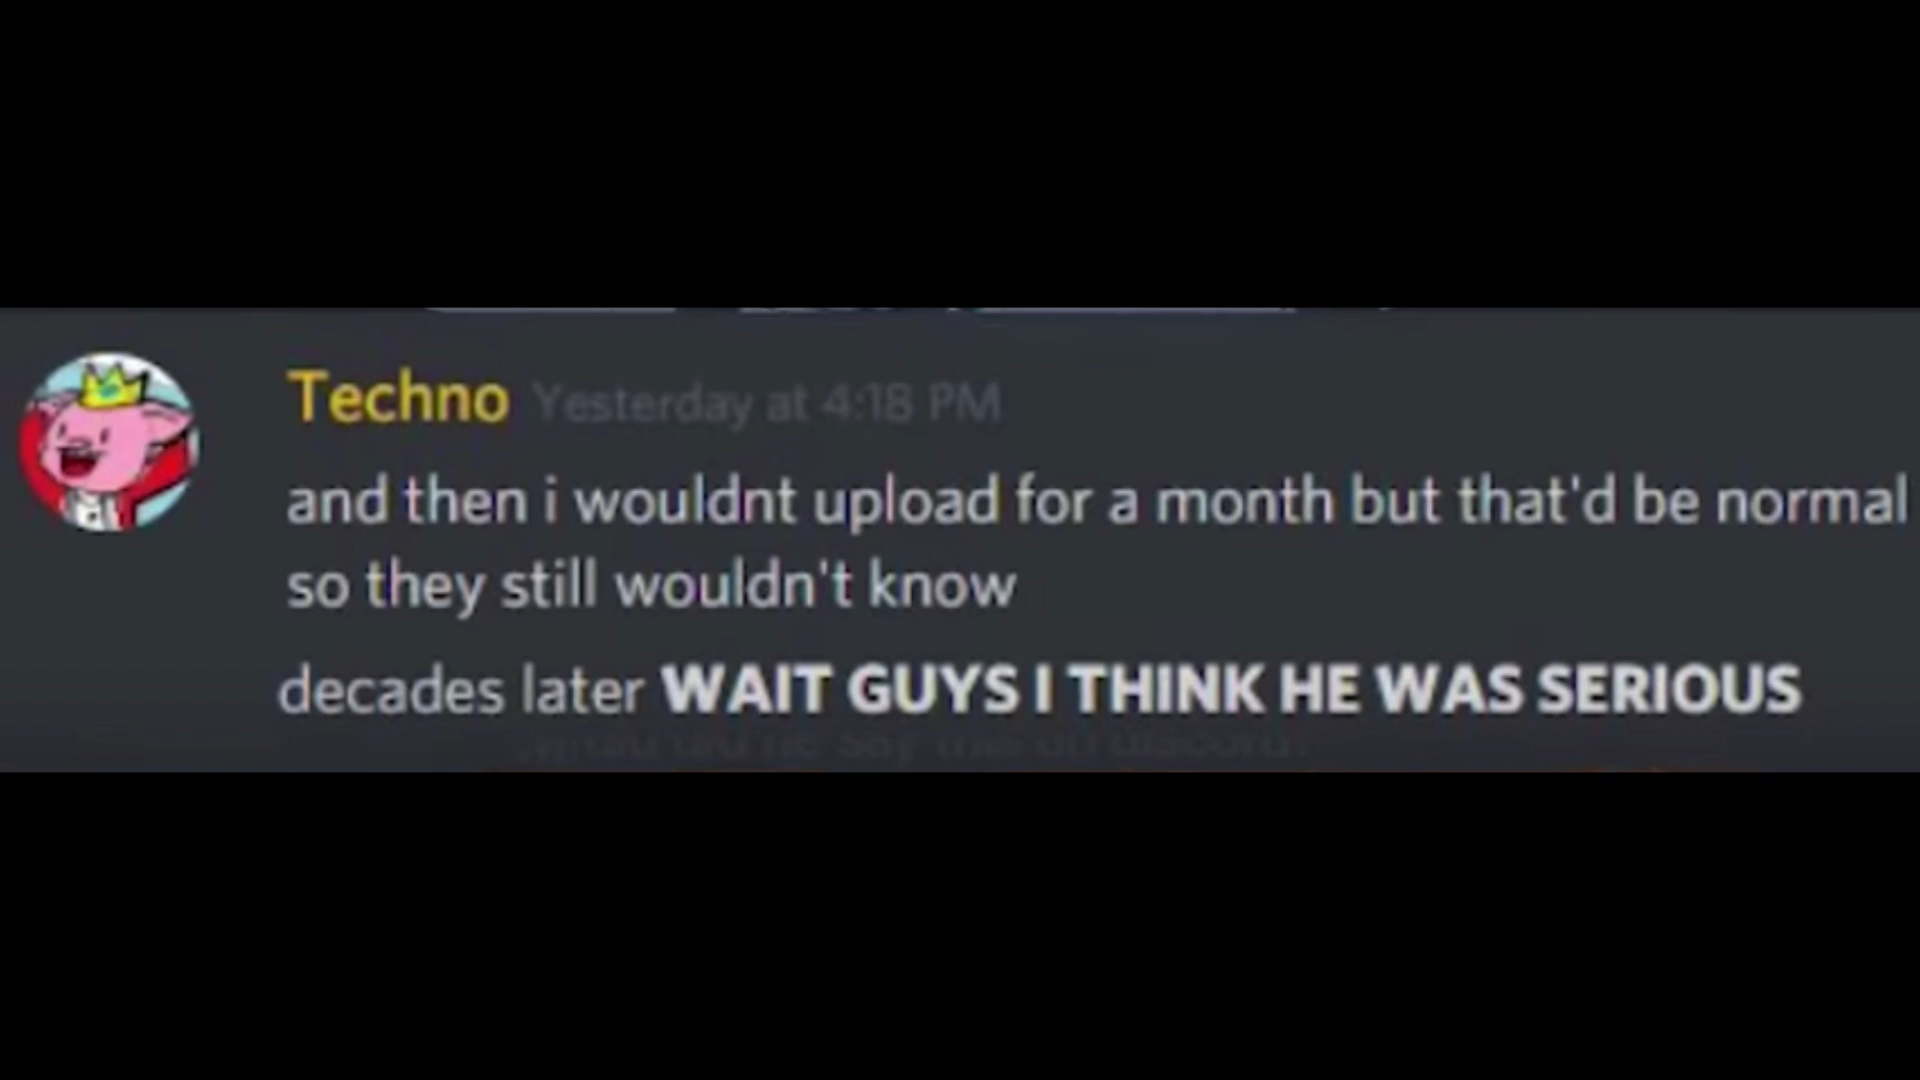 Techno Yesterday at 4:18 PM
and then i wouldnt upload for a month but that'd be normal
so they still wouldn't know
decades later WAIT GUYS I THINK HE WAS SERIOUS